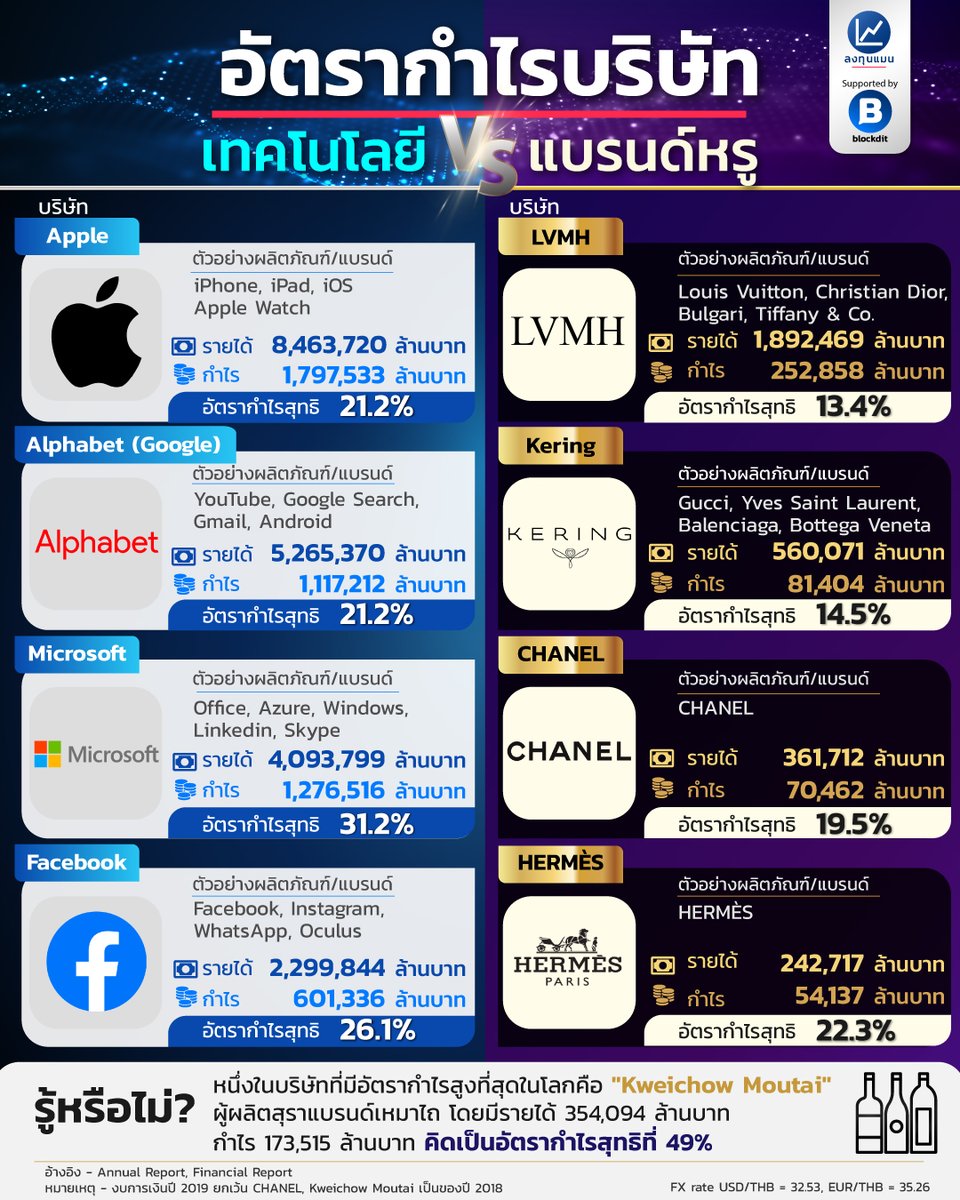 อัตรากำไรบริษัท
เทคโนโลยี Vs แบรนด์หรู
ลงทุนแมน
Supported by
B
blockdit
บริษัท
Apple
ตัวอย่างผลิตภัณฑ์/แบรนด์
iPhone, iPad, iOS
Apple Watch
รายได้ 8,463,720 ล้านบาท
กำไร 1,797,533 ล้านบาท
อัตรากำไรสุทธิ 21.2%
Alphabet (Google)
Alphabet
ตัวอย่างผลิตภัณฑ์/แบรนด์
YouTube, Google Search,
Gmail, Android
รายได้ 5,265,370 ล้านบาท
กำไร 1,117,212 ล้านบาท
อัตรากำไรสุทธิ 21.2%
Microsoft
Microsoft
ตัวอย่างผลิตภัณฑ์/แบรนด์
Office, Azure, Windows,
Linkedin, Skype
รายได้ 4,093,799 ล้านบาท
กำไร 1,276,516 ล้านบาท
อัตรากำไรสุทธิ 31.2%
Facebook
f
ตัวอย่างผลิตภัณฑ์/แบรนด์
Facebook, Instagram,
WhatsApp, Oculus
รายได้ 2,299,844 ล้านบาท
กำไร 601,336 ล้านบาท
อัตรากำไรสุทธิ 26.1%
บริษัท
LVMH
LVMH
ตัวอย่างผลิตภัณฑ์/แบรนด์
Louis Vuitton, Christian Dior,
Bulgari, Tiffany & Co.
รายได้ 1,892,469 ล้านบาท
กำไร 252,858 ล้านบาท
อัตรากำไรสุทธิ 13.4%
Kering
KERING
ตัวอย่างผลิตภัณฑ์/แบรนด์
Gucci, Yves Saint Laurent,
Balenciaga, Bottega Veneta
รายได้ 560,071 ล้านบาท
กำไร 81,404 ล้านบาท
อัตรากำไรสุทธิ 14.5%
CHANEL
CHANEL
ตัวอย่างผลิตภัณฑ์/แบรนด์
CHANEL
รายได้ 361,712 ล้านบาท
กำไร 70,462 ล้านบาท
อัตรากำไรสุทธิ 19.5%
HERMÈS
HERMÈS
PARIS
ตัวอย่างผลิตภัณฑ์/แบรนด์
HERMÈS
รายได้ 242,717 ล้านบาท
กำไร 54,137 ล้านบาท
อัตรากำไรสุทธิ 22.3%
รู้หรือไม่?
หนึ่งในบริษัทที่มีอัตรากำไรสูงที่สุดในโลกคือ "Kweichow Moutai"
ผู้ผลิตสุราแบรนด์เหมาไถ โดยมีรายได้ 354,094 ล้านบาท
กำไร 173,515 ล้านบาท คิดเป็นอัตรากำไรสุทธิที่ 49%
อ้างอิง - Annual Report, Financial Report
หมายเหตุ - งบการเงินปี 2019 ยกเว้น CHANEL, Kweichow Moutai เป็นของปี 2018
FX rate USD/THB = 32.53, EUR/THB = 35.26